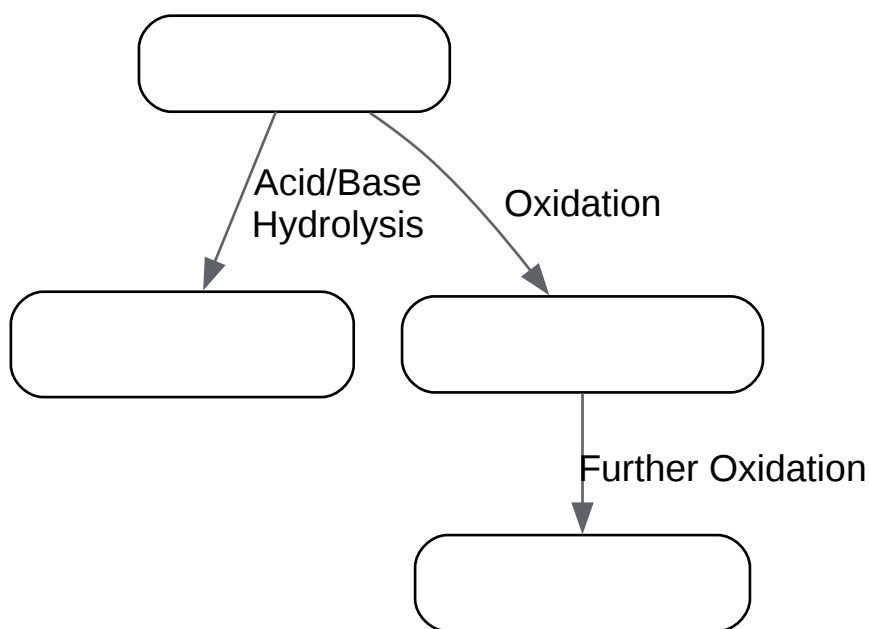 Acid/Base
Hydrolysis
Oxidation
Further Oxidation